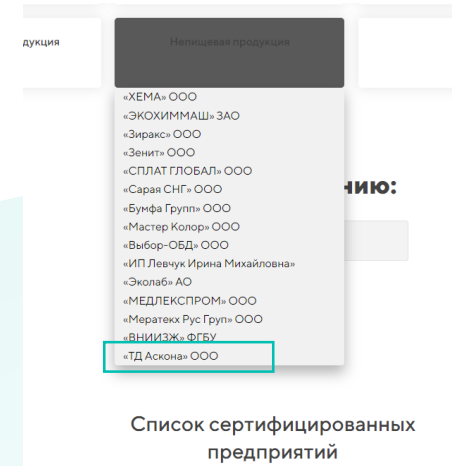 дукция
Непищевая продукция
«ХЕМА» ООО
«ЭКОХИММАШ» ЗАО
«Зиракс» ООО
«Зенит» ООО
«СПЛАТ ГЛОБАЛ» ООО
«Сарая СНГ» ООО
нию:
«Бумфа Групп» ООО
«Мастер Колор» ООО
«Выбор-ОБД» ООО
«ИП Левчук Ирина Михайловна»
«Эколаб» АО
«МЕДЛЕКСПРОМ» ООО
«Мератекх Рус Груп» ООО
«ВНИИЗЖ» ФГБУ
«ТД Аскона» ООО
Список сертифицированных
предприятий